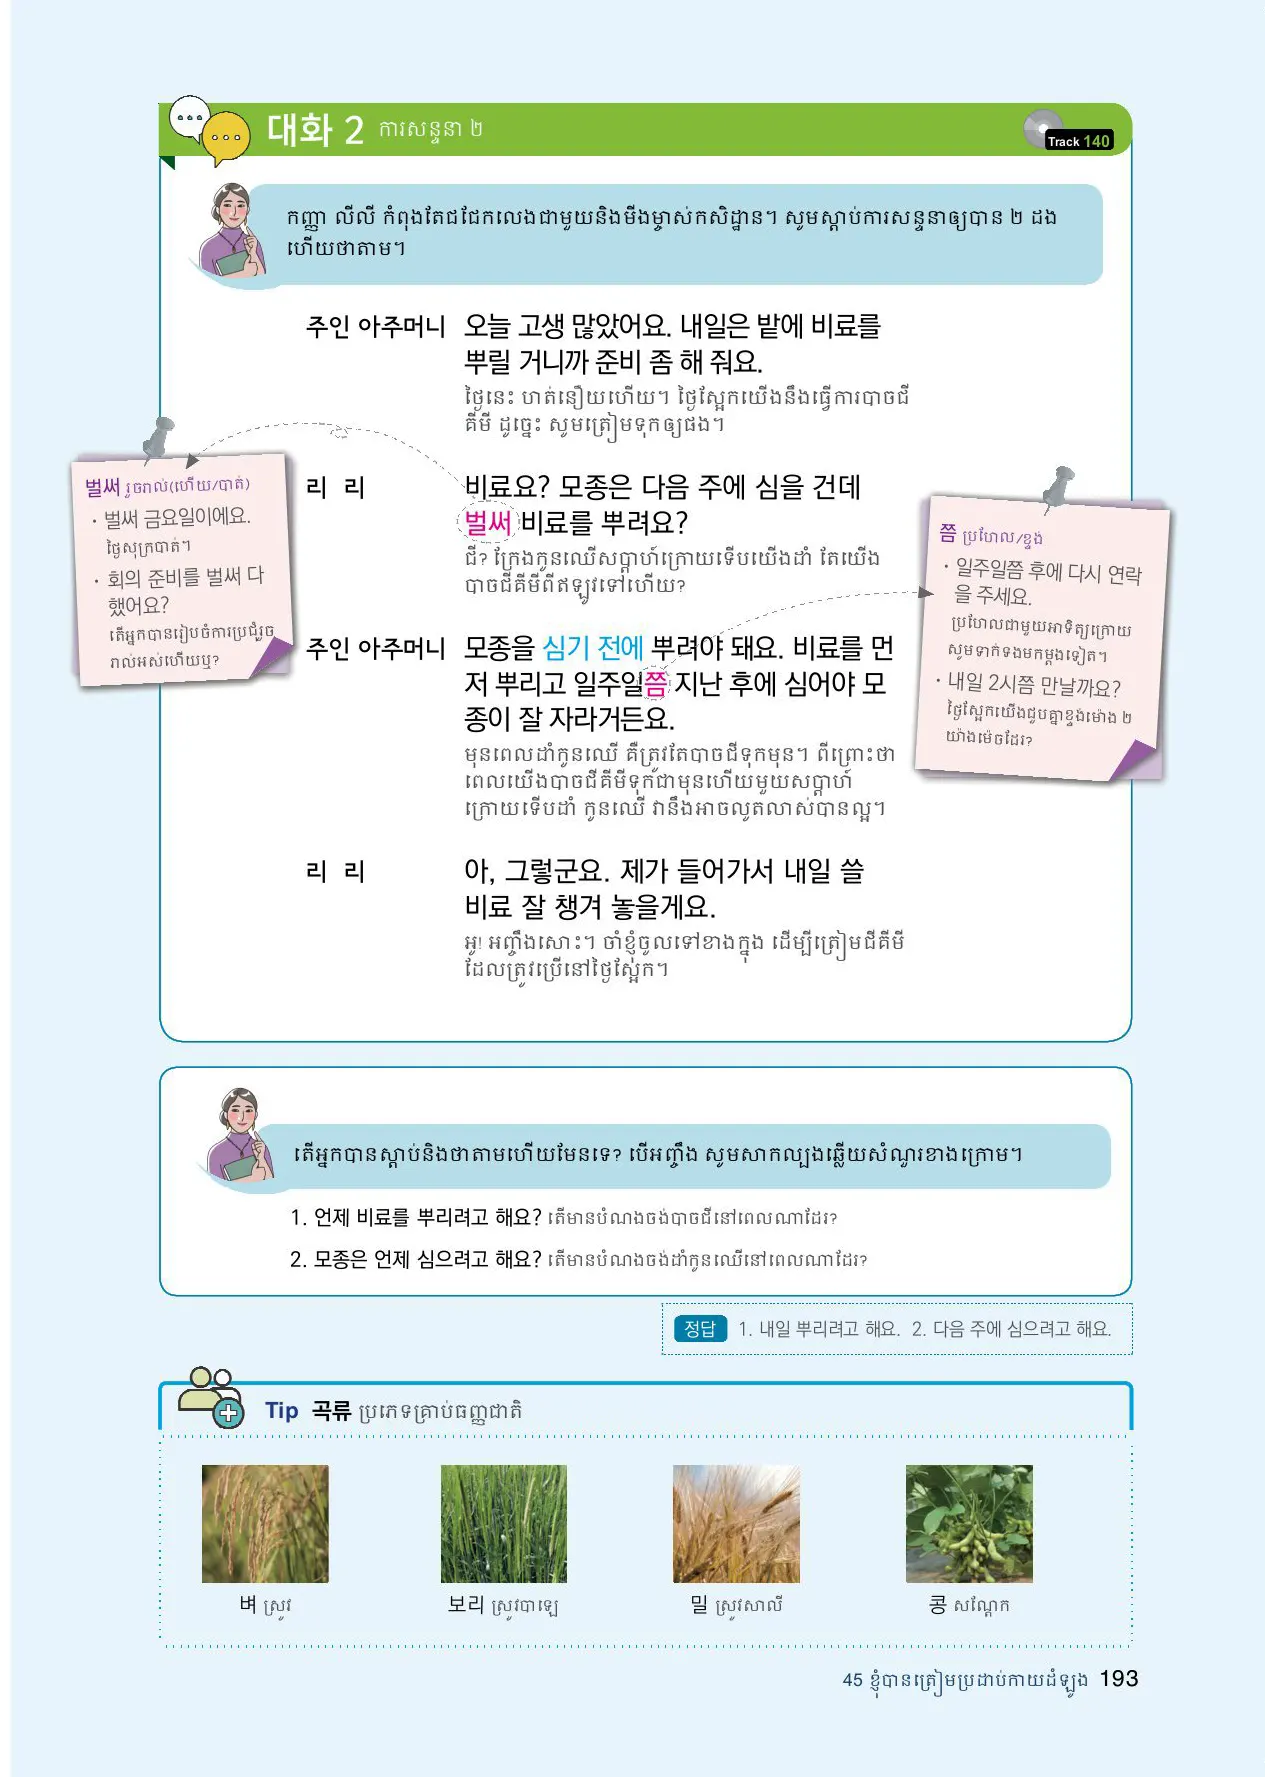 대화 2 ការសន្ទនា ២
Track 140
កញ្ញា លីលី កំពុងតែជជែកលេងជាមួយនិងមីងម្ចាស់កសិដ្ឋាន។ សូមស្តាប់ការសន្ទនាឲ្យបាន ២ ដង
ហើយថាតាម។
주인 아주머니 오늘 고생 많았어요. 내일은 밭에 비료를
뿌릴 거니까 준비 좀 해 줘요.
ថ្ងៃនេះ ហត់នឿយហើយ។ ថ្ងៃស្អែកយើងនឹងធ្វើការបាចជី
គីមី ដូច្នេះ សូមត្រៀមទុកឲ្យផង។
리 리 비료요? 모종은 다음 주에 심을 건데
벌써 비료를 뿌려요?
ជី? ក្រែងកូនឈើសប្តាហ៍ក្រោយទើបយើងដាំ តែយើង
បាចជីគីមីពីឥឡូវទៅហើយ?
주인 아주머니 모종을 심기 전에 뿌려야 돼요. 비료를 먼
저 뿌리고 일주일쯤 지난 후에 심어야 모
종이 잘 자라거든요.
មុនពេលដាំកូនឈើ គឺត្រូវតែបាចជីទុកមុន។ ពីព្រោះថា
ពេលយើងបាចជីគីមីទុកជាមុនហើយមួយសប្តាហ៍
ក្រោយទើបដាំ កូនឈើ វានឹងអាចលូតលាស់បានល្អ។
리 리 아, 그렇군요. 제가 들어가서 내일 쓸
비료 잘 챙겨 놓을게요.
អូ! អញ្ចឹងសោះ។ ចាំខ្ញុំចូលទៅខាងក្នុង ដើម្បីត្រៀមជីគីមី
ដែលត្រូវប្រើនៅថ្ងៃស្អែក។
벌써 រួចរាល់(ហើយ/បាត់)
· 벌써 금요일이에요.
ថ្ងៃសុក្របាត់។
· 회의 준비를 벌써 다
했어요?
តើអ្នកបានរៀបចំការប្រជុំរួច
រាល់អស់ហើយឬ?
쯤 ប្រហែល/ខ្ទង់
· 일주일쯤 후에 다시 연락
을 주세요.
ប្រហែលជាមួយអាទិត្យក្រោយ
សូមទាក់ទងមកម្តងទៀត។
· 내일 2시쯤 만날까요?
ថ្ងៃស្អែកយើងជួបគ្នាខ្ទង់ម៉ោង ២
យ៉ាងម៉េចដែរ?
តើអ្នកបានស្តាប់និងថាតាមហើយមែនទេ? បើអញ្ចឹង សូមសាកល្បងឆ្លើយសំណួរខាងក្រោម។
1. 언제 비료를 뿌리려고 해요? តើមានបំណងចង់បាចជីនៅពេលណាដែរ?
2. 모종은 언제 심으려고 해요? តើមានបំណងចង់ដាំកូនឈើនៅពេលណាដែរ?
정답 1. 내일 뿌리려고 해요. 2. 다음 주에 심으려고 해요.
Tip 곡류 ប្រភេទគ្រាប់ធញ្ញជាតិ
벼 ស្រូវ
보리 ស្រូវបាឡេ
밀 ស្រូវសាលី
콩 សណ្តែក
45 ខ្ញុំបានត្រៀមប្រដាប់កាយដំឡូង 193